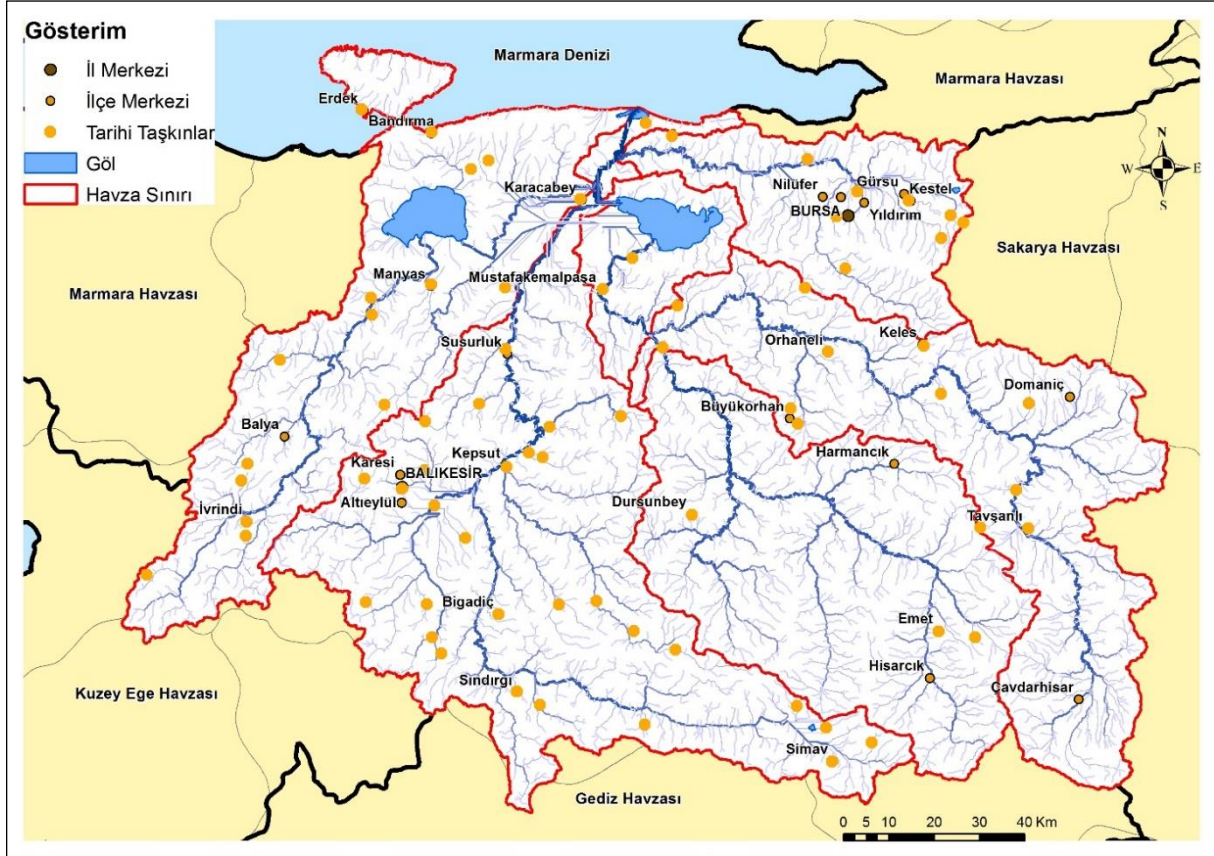 Gösterim
İl Merkezi
İlçe Merkezi
Tarihi Taşkınlar
Göl
Havza Sınırı
Marmara Denizi
Marmara Havzası
Erdek
Bandırma
N
W E
S
Karacabey
Nilüfer
Gürsu
Kestel
BURSA
Yıldırım
Sakarya Havzası
Marmara Havzası
Manyas
Mustafakemalpaşa
Susurluk
Orhaneli
Keles
Domaniç
Büyükorhan
Balya
Karesi
BALIKESİR
Kepsut
Harmancık
Altıeylül
İvrindi
Dursunbey
Tavşanlı
Bigadiç
Emet
Hisarcık
Sındırgı
Çavdarhisar
Kuzey Ege Havzası
Simav
Gediz Havzası
0 5 10 20 30 40 Km